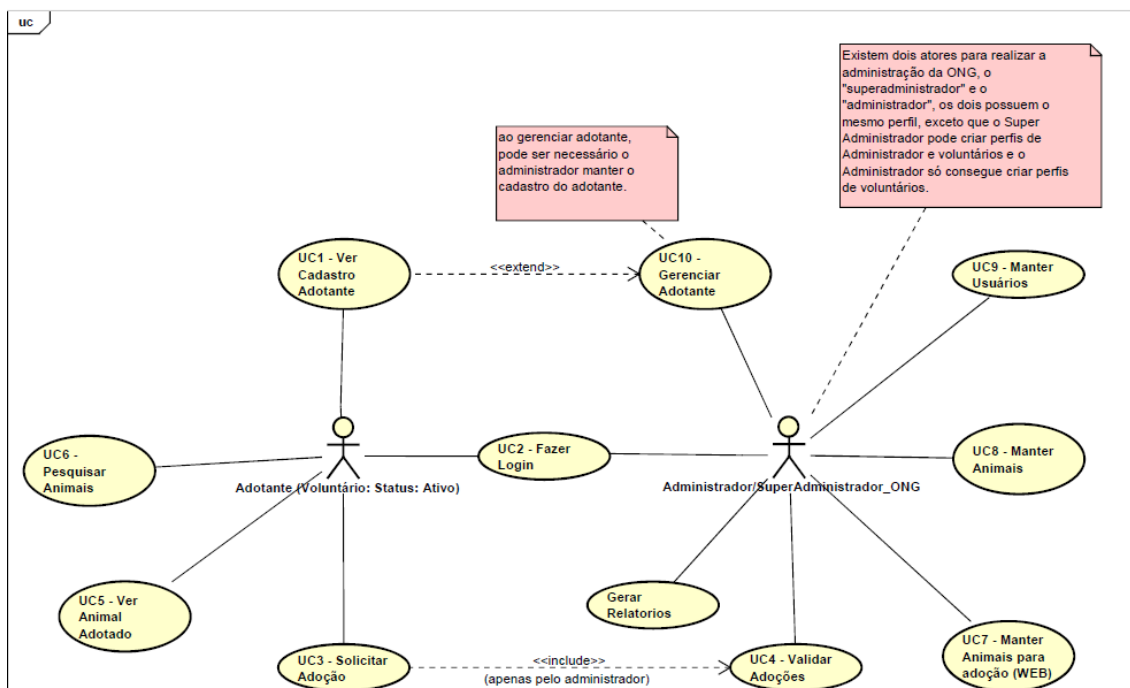 uc
Existem dois atores para realizar a
administração da ONG, o
"superadministrador" e o
"administrador", os dois possuem o
mesmo perfil, exceto que o Super
Administrador pode criar perfis de
Administrador e voluntários e o
Administrador só consegue criar perfis
de voluntários.
ao gerenciar adotante,
pode ser necessário o
administrador manter o
cadastro do adotante.
UC1 - Ver
Cadastro
Adotante
<<extend>>
UC10 -
Gerenciar
Adotante
UC9 - Manter
Usuários
UC6 -
Pesquisar
Animais
UC2 - Fazer
Login
UC8 - Manter
Animais
Adotante (Voluntário: Status: Ativo)
Administrador/SuperAdministrador_ONG
UC5 - Ver
Animal
Adotado
Gerar
Relatorios
UC3 - Solicitar
Adoção
<<include>>
(apenas pelo administrador)
UC4 - Validar
Adoções
UC7 - Manter
Animais para
adoção (WEB)